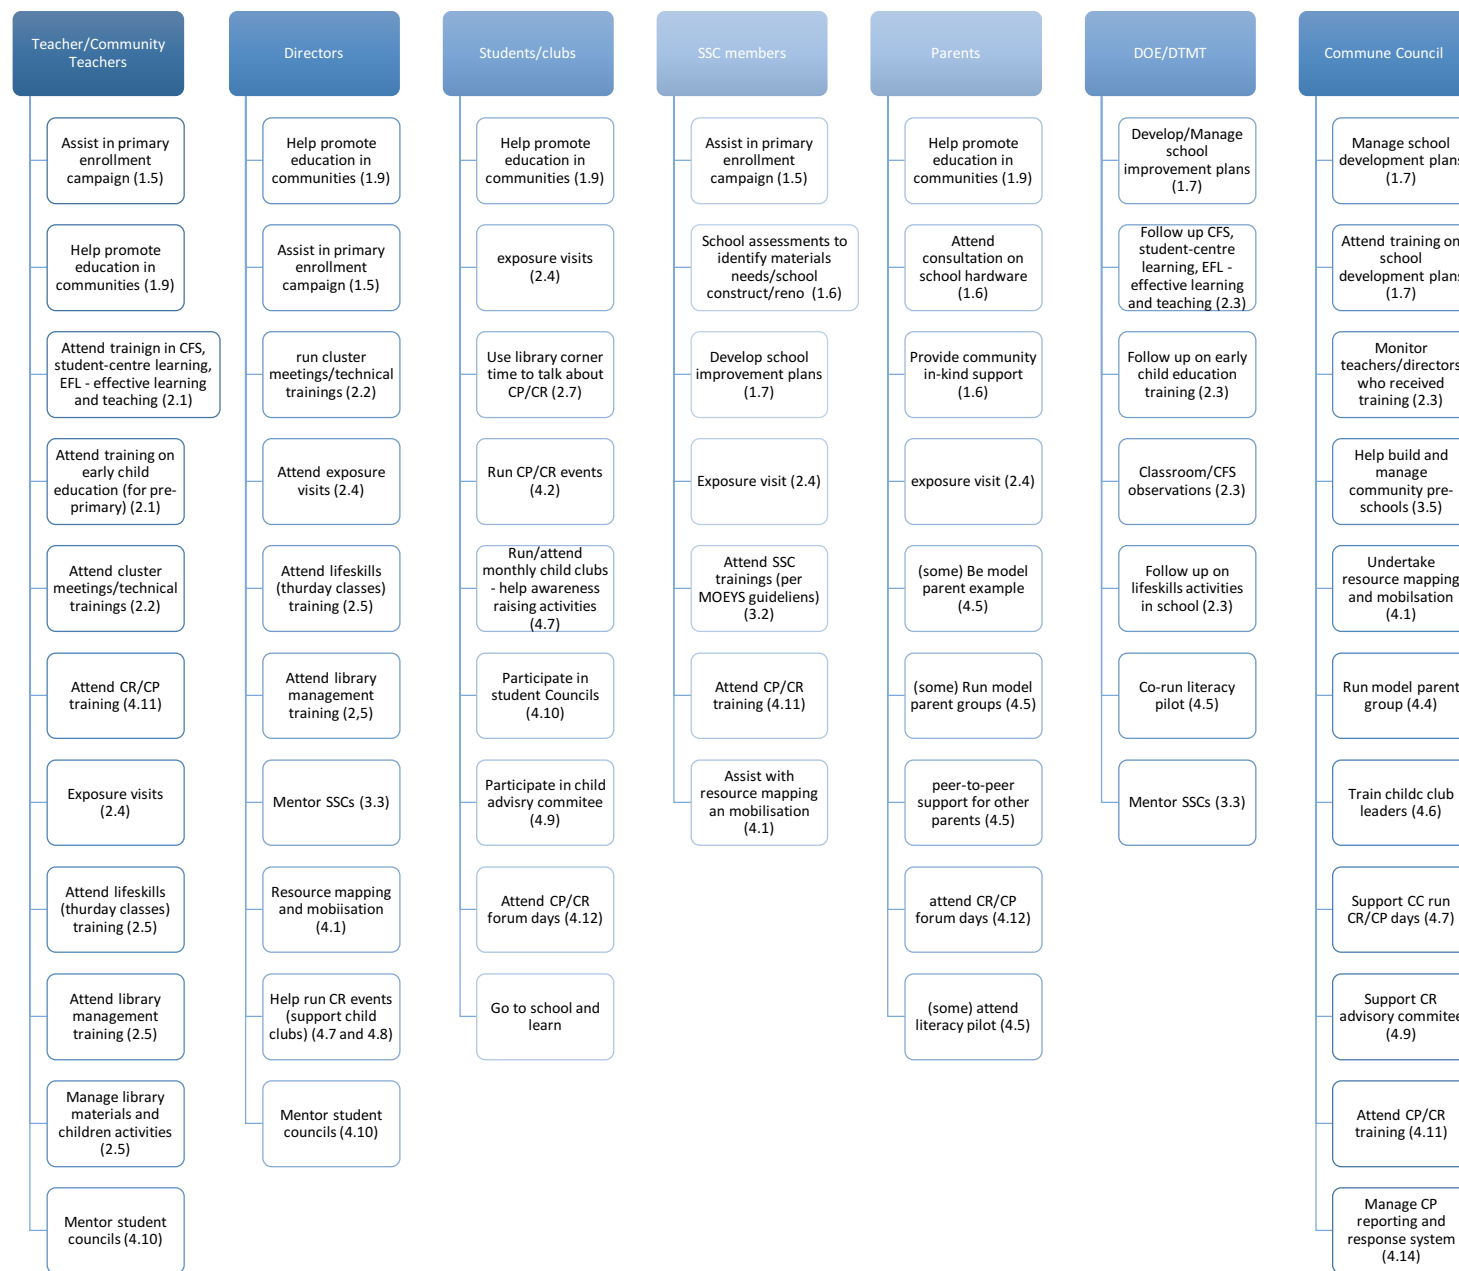 Teacher/Community
Teachers
Assist in primary
enrollment
campaign (1.5)
Help promote
education in
communities (1.9)
Attend trainign in CFS,
student-centre learning,
EFL - effective learning
and teaching (2.1)
Attend training on
early child
education (for pre-
primary) (2.1)
Attend cluster
meetings/technical
trainings (2.2)
Attend CR/CP
training (4.11)
Exposure visits
(2.4)
Attend lifeskills
(thurday classes)
training (2.5)
Attend library
management
training (2.5)
Manage library
materials and
children activities
(2.5)
Mentor student
councils (4.10)
Directors
Help promote
education in
communities (1.9)
Assist in primary
enrollment
campaign (1.5)
run cluster
meetings/technical
trainings (2.2)
Attend exposure
visits (2.4)
Attend lifeskills
(thurday classes)
training (2.5)
Attend library
management
training (2,5)
Mentor SSCs (3.3)
Resource mapping
and mobiisation
(4.1)
Help run CR events
(support child
clubs) (4.7 and 4.8)
Mentor student
councils (4.10)
Students/clubs
Help promote
education in
communities (1.9)
exposure visits
(2.4)
Use library corner
time to talk about
CP/CR (2.7)
Run CP/CR events
(4.2)
Run/attend
monthly child clubs
- help awareness
raising activities
(4.7)
Participate in
student Councils
(4.10)
Participate in child
advisry commitee
(4.9)
Attend CP/CR
forum days (4.12)
Go to school and
learn
SSC members
Assist in primary
enrollment
campaign (1.5)
School assessments to
identify materials
needs/school
construct/reno (1.6)
Develop school
improvement plans
(1.7)
Exposure visit (2.4)
Attend SSC
trainings (per
MOEYS guideliens)
(3.2)
Attend CP/CR
training (4.11)
Assist with
resource mapping
an mobilisation
(4.1)
Parents
Help promote
education in
communities (1.9)
Attend
consultation on
school hardware
(1.6)
Provide community
in-kind support
(1.6)
exposure visit (2.4)
(some) Be model
parent example
(4.5)
(some) Run model
parent groups (4.5)
peer-to-peer
support for other
parents (4.5)
attend CR/CP
forum days (4.12)
(some) attend
literacy pilot (4.5)
DOE/DTMT
Develop/Manage
school
improvement plans
(1.7)
Follow up CFS,
student-centre
learning, EFL -
effective learning
and teaching (2.3)
Follow up on early
child education
training (2.3)
Classroom/CFS
observations (2.3)
Follow up on
lifeskills activities
in school (2.3)
Co-run literacy
pilot (4.5)
Mentor SSCs (3.3)
Commune Council
Manage school
development plans
(1.7)
Attend training on
school
development plans
(1.7)
Monitor
teachers/directors
who received
training (2.3)
Help build and
manage
community pre-
schools (3.5)
Undertake
resource mapping
and mobilsation
(4.1)
Run model parent
group (4.4)
Train childc club
leaders (4.6)
Support CC run
CR/CP days (4.7)
Support CR
advisory commitee
(4.9)
Attend CP/CR
training (4.11)
Manage CP
reporting and
response system
(4.14)